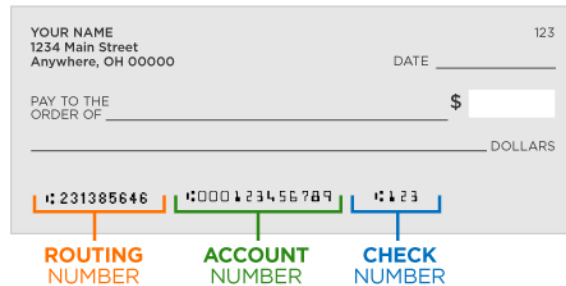 YOUR NAME
123
1234 Main Street
Anywhere, OH 00000
DATE
PAY TO THE
ORDER OF
$
DOLLARS
⑆231385646 ⑆000123456789 ⑆123
ROUTING
NUMBER
ACCOUNT
NUMBER
CHECK
NUMBER